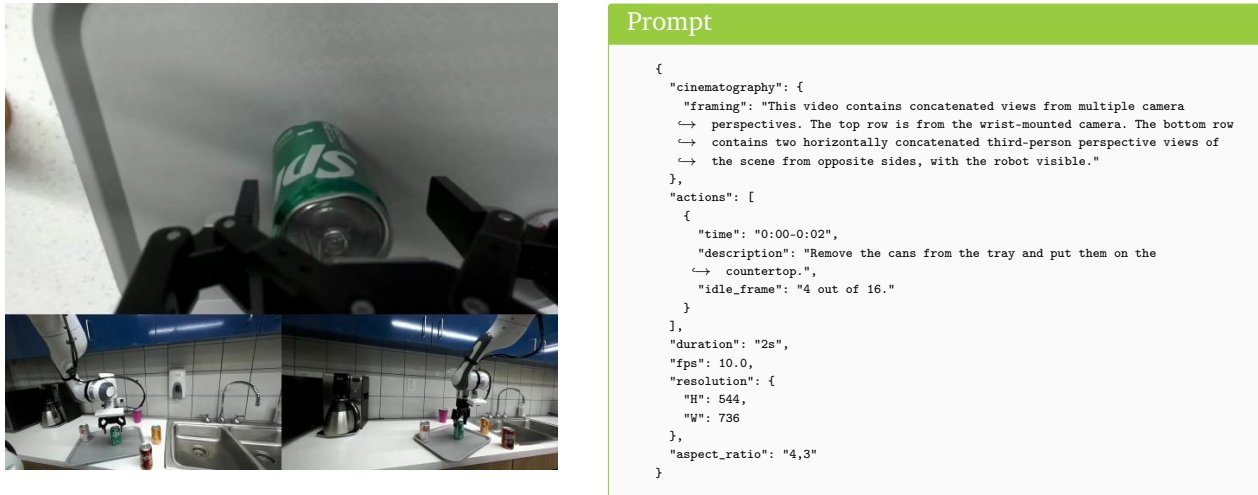 Sprite
Prompt
{
"cinematography": {
"framing": "This video contains concatenated views from multiple camera
↪ perspectives. The top row is from the wrist-mounted camera. The bottom row
↪ contains two horizontally concatenated third-person perspective views of
↪ the scene from opposite sides, with the robot visible."
},
"actions": [
{
"time": "0:00-0:02",
"description": "Remove the cans from the tray and put them on the
↪ countertop.",
"idle_frame": "4 out of 16."
}
],
"duration": "2s",
"fps": 10.0,
"resolution": {
"H": 544,
"W": 736
},
"aspect_ratio": "4,3"
}